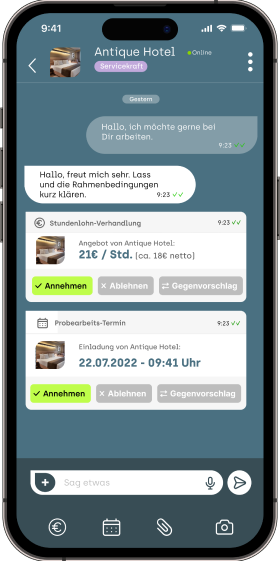 9:41
Antique Hotel
Online
Servicekraft
Gestern
Hallo, ich möchte gerne bei
Dir arbeiten.
9:23
Hallo, freut mich sehr. Lass
und die Rahmenbedingungen
kurz klären.
9:23
Stundenlohn-Verhandlung
9:23
Angebot von Antique Hotel:
21€ / Std. (ca. 18€ netto)
Annehmen
Ablehnen
Gegenvorschlag
Probearbeits-Termin
9:23
Einladung von Antique Hotel:
22.07.2022 - 09:41 Uhr
Annehmen
Ablehnen
Gegenvorschlag
Sag etwas